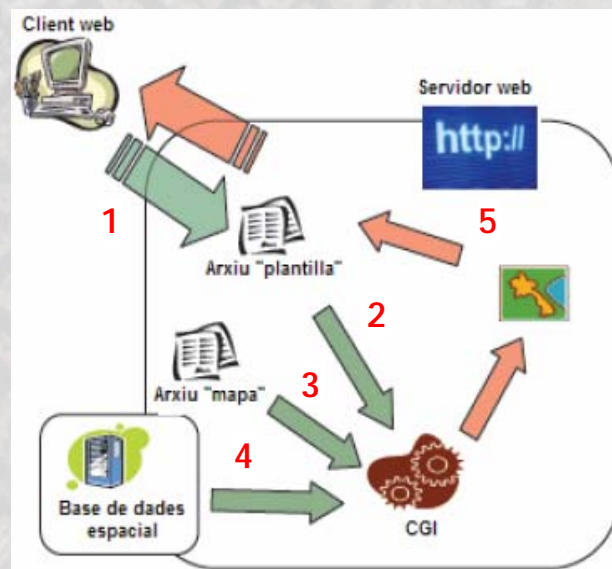 Client web
Servidor web
http://
1
5
Arxiu "plantilla"
2
Arxiu "mapa"
3
4
Base de dades
espacial
CGI